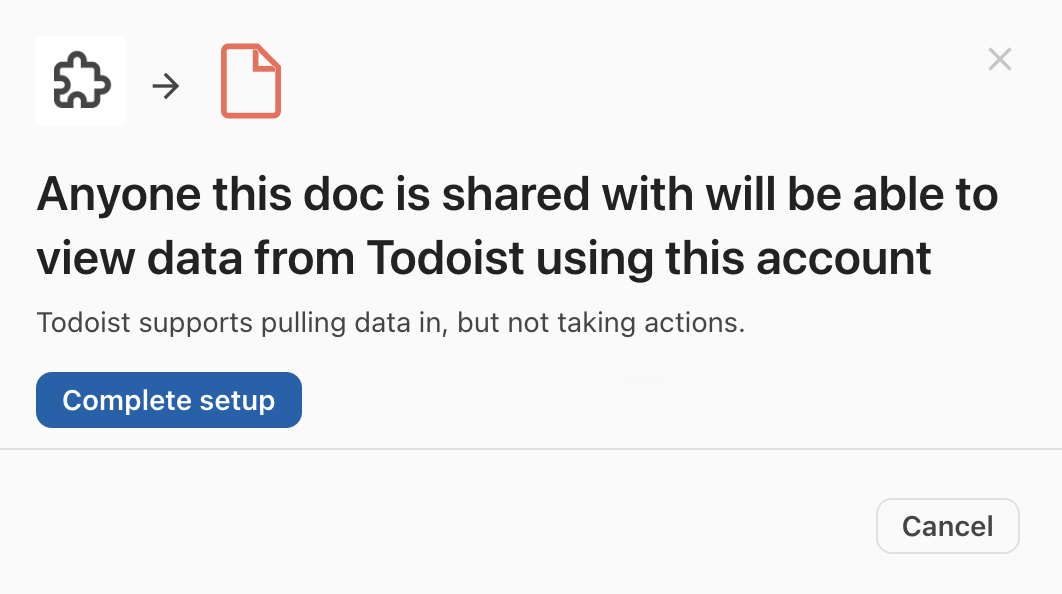 Anyone this doc is shared with will be able to
view data from Todoist using this account
Todoist supports pulling data in, but not taking actions.
Complete setup
Cancel